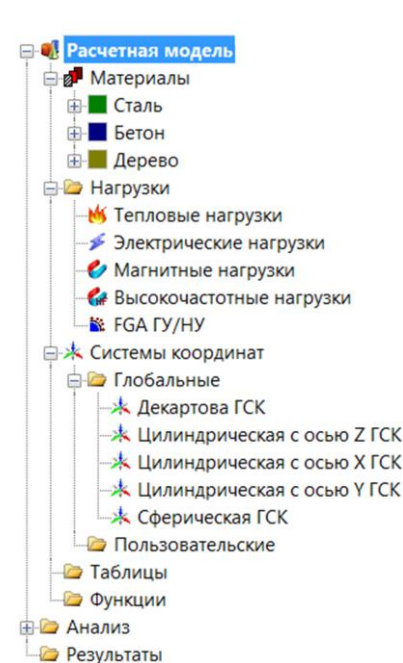 Расчетная модель
Материалы
Сталь
Бетон
Дерево
Нагрузки
Тепловые нагрузки
Электрические нагрузки
Магнитные нагрузки
Высокочастотные нагрузки
FGA ГУ/НУ
Системы координат
Глобальные
Декартова ГСК
Цилиндрическая с осью Z ГСК
Цилиндрическая с осью X ГСК
Цилиндрическая с осью Y ГСК
Сферическая ГСК
Пользовательские
Таблицы
Функции
Анализ
Результаты